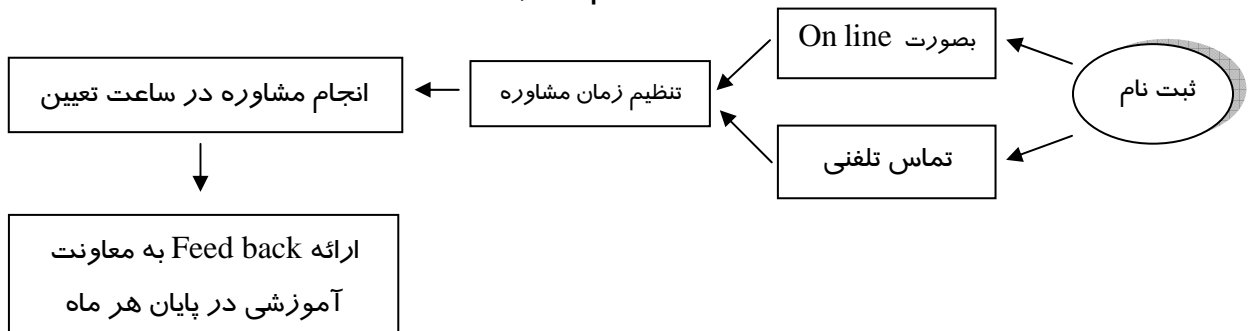 ثبت نام
بصورت On line
تماس تلفنی
تنظیم زمان مشاوره
انجام مشاوره در ساعت تعیین
ارائه Feed back به معاونت
آموزشی در پایان هر ماه